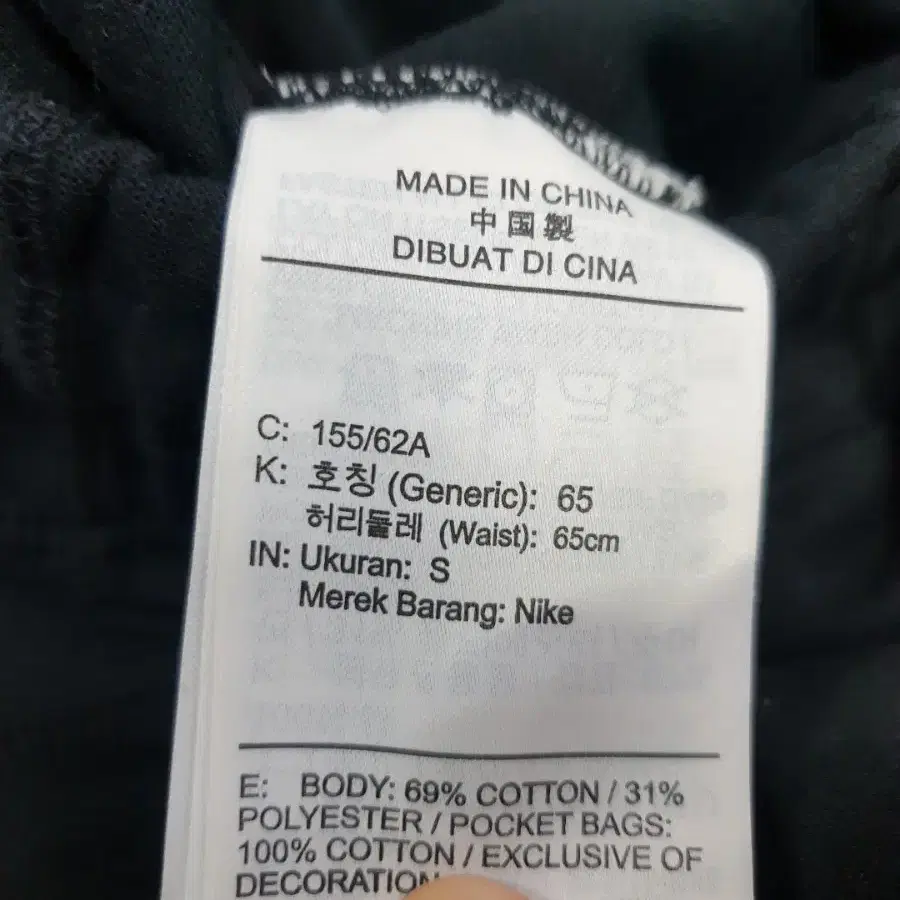 MADE IN CHINA
中国製
DIBUAT DI CINA
C: 155/62A
K: 호칭 (Generic): 65
허리둘레 (Waist): 65cm
IN: Ukuran: S
Merek Barang: Nike
E: BODY: 69% COTTON / 31%
POLYESTER / POCKET BAGS:
100% COTTON / EXCLUSIVE OF
DECORATION